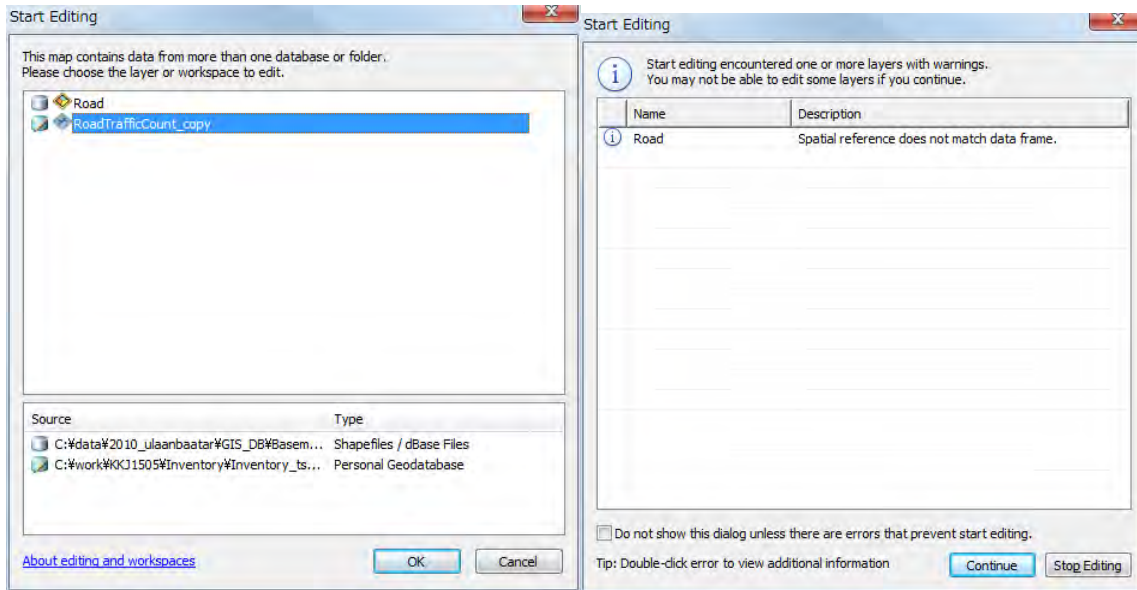 Start Editing
This map contains data from more than one database or folder.
Please choose the layer or workspace to edit.
Road
RoadTrafficCount_copy
Source Type
C:¥data¥2010_ulaanbaatar¥GIS_DB¥Basem... Shapefiles / dBase Files
C:¥work¥KKJ1505¥Inventory¥Inventory_ts... Personal Geodatabase
About editing and workspaces OK Cancel
Start Editing
Start editing encountered one or more layers with warnings.
You may not be able to edit some layers if you continue.
Name Description
Road Spatial reference does not match data frame.
Do not show this dialog unless there are errors that prevent start editing.
Tip: Double-click error to view additional information Continue Stop Editing